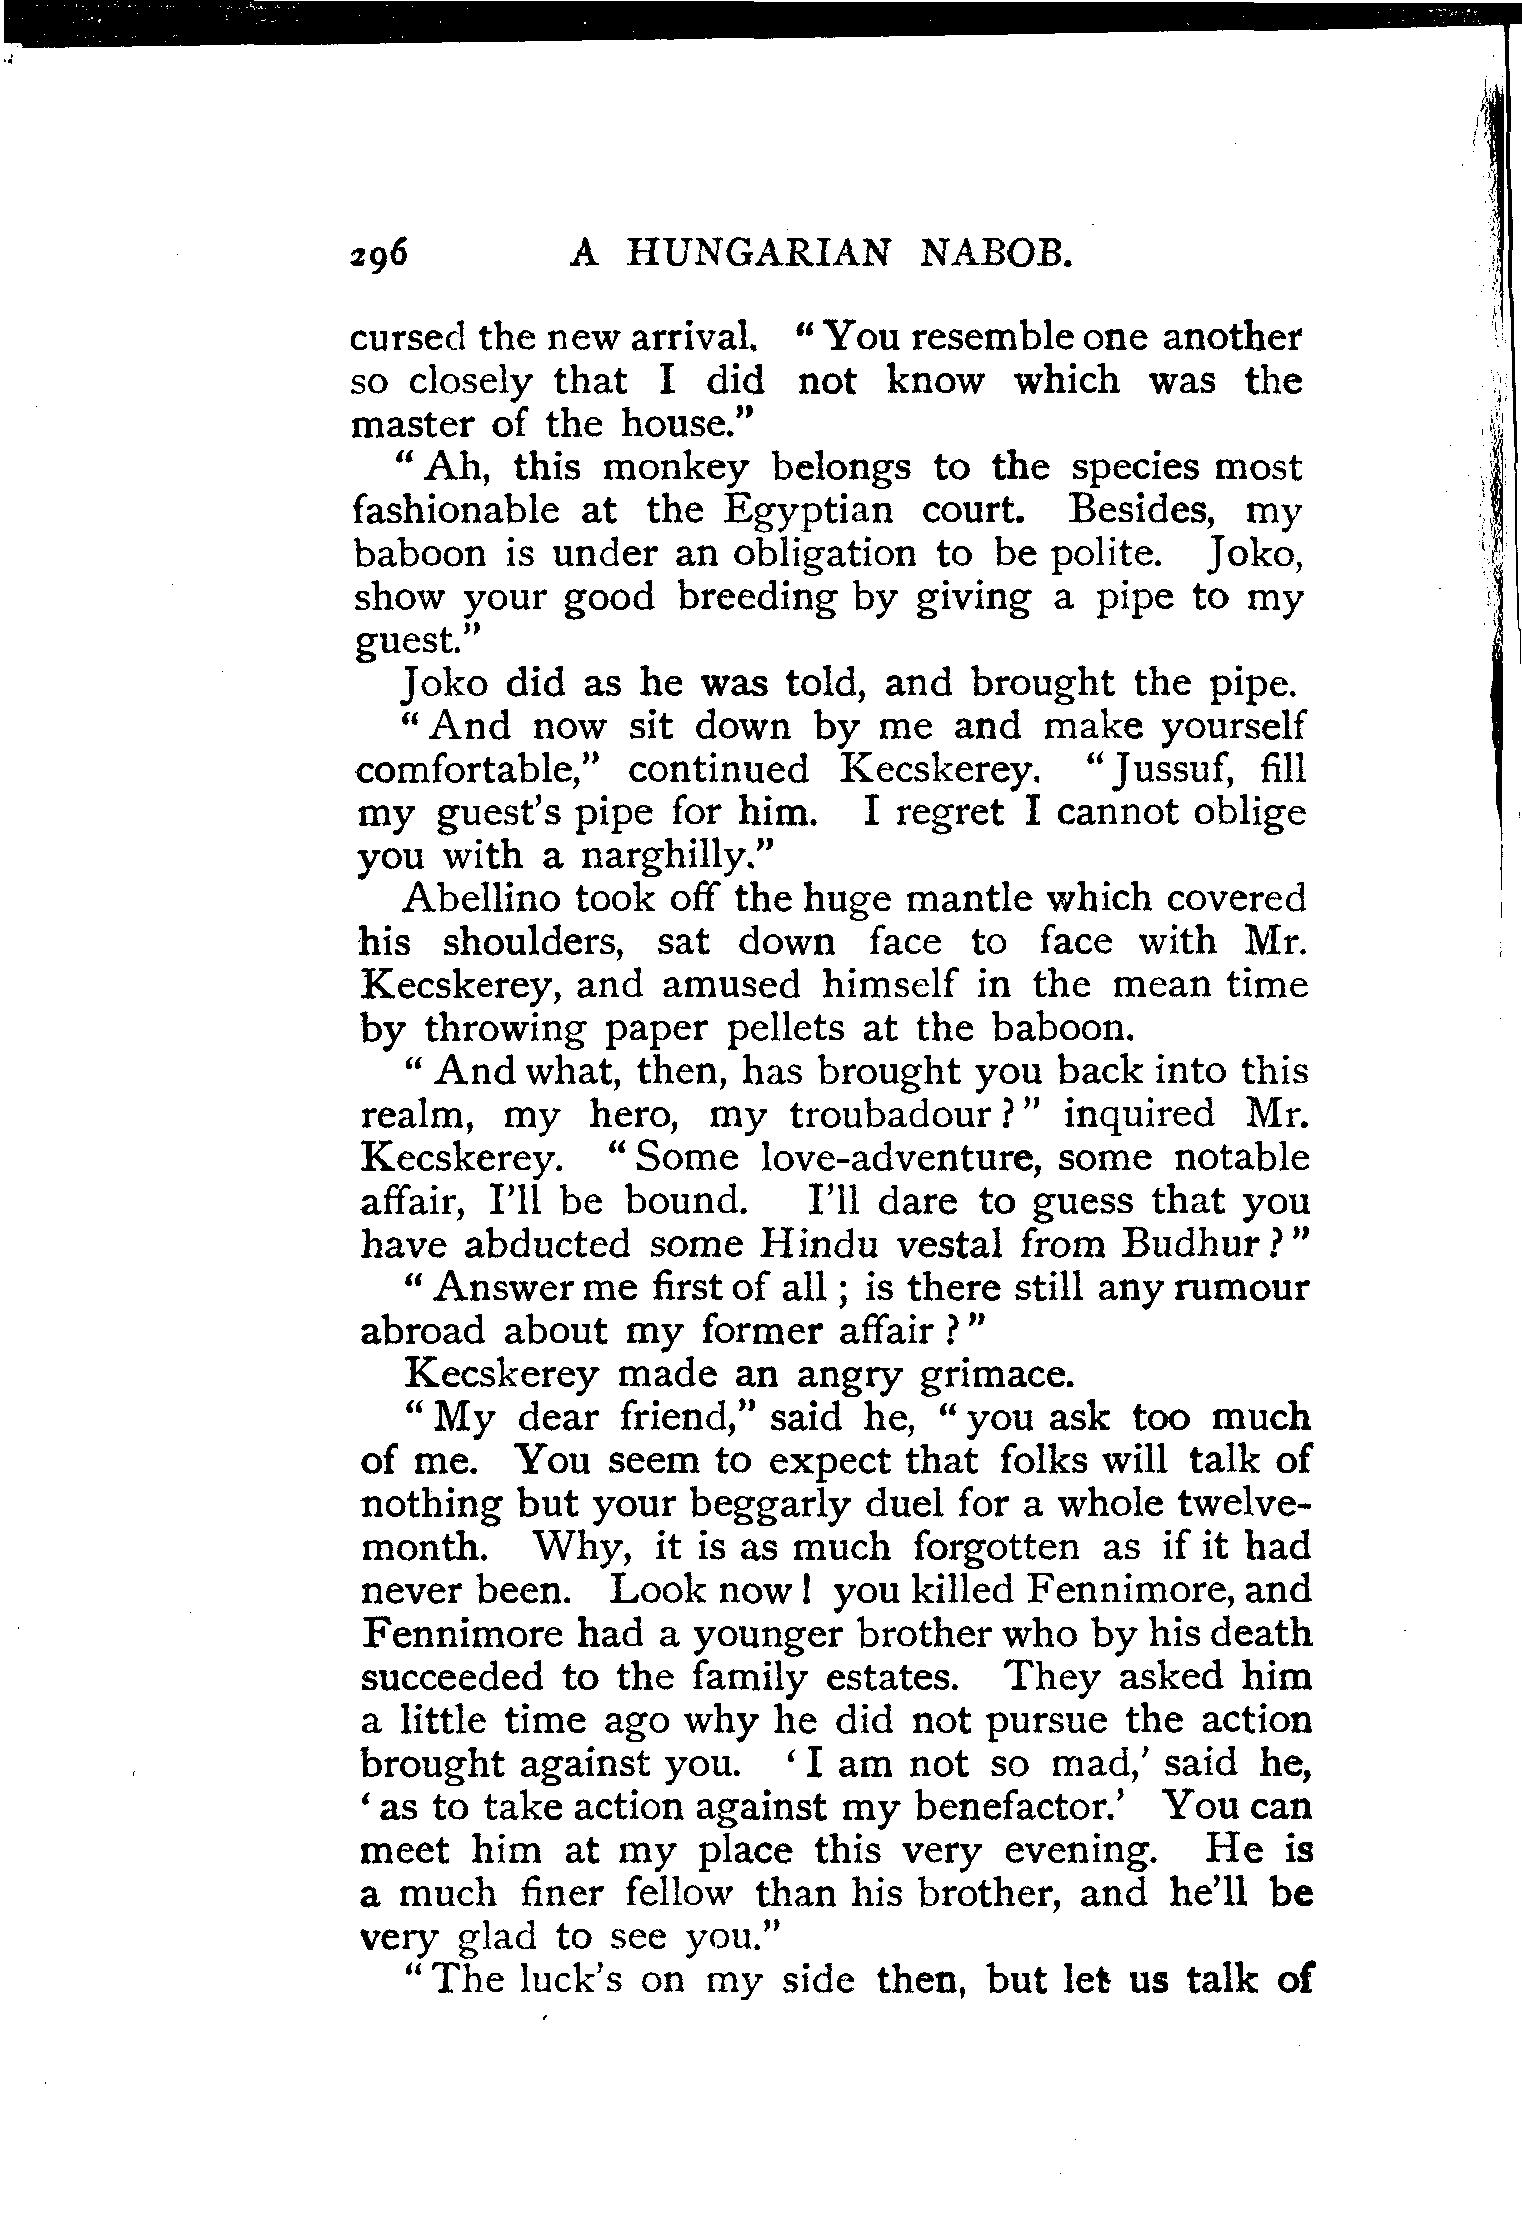 296 A HUNGARIAN NABOB.
cursed the new arrival. "You resemble one another
so closely that I did not know which was the
master of the house."
"Ah, this monkey belongs to the species most
fashionable at the Egyptian court. Besides, my
baboon is under an obligation to be polite. Joko,
show your good breeding by giving a pipe to my
guest."
Joko did as he was told, and brought the pipe.
"And now sit down by me and make yourself
comfortable," continued Kecskerey. "Jussuf, fill
my guest's pipe for him. I regret I cannot oblige
you with a narghilly."
Abellino took off the huge mantle which covered
his shoulders, sat down face to face with Mr.
Kecskerey, and amused himself in the mean time
by throwing paper pellets at the baboon.
"And what, then, has brought you back into this
realm, my hero, my troubadour?" inquired Mr.
Kecskerey. "Some love-adventure, some notable
affair, I'll be bound. I'll dare to guess that you
have abducted some Hindu vestal from Budhur?"
"Answer me first of all; is there still any rumour
abroad about my former affair?"
Kecskerey made an angry grimace.
"My dear friend," said he, "you ask too much
of me. You seem to expect that folks will talk of
nothing but your beggarly duel for a whole twelve-
month. Why, it is as much forgotten as if it had
never been. Look now! you killed Fennimore, and
Fennimore had a younger brother who by his death
succeeded to the family estates. They asked him
a little time ago why he did not pursue the action
brought against you. 'I am not so mad,' said he,
'as to take action against my benefactor.' You can
meet him at my place this very evening. He is
a much finer fellow than his brother, and he'll be
very glad to see you."
"The luck's on my side then, but let us talk of